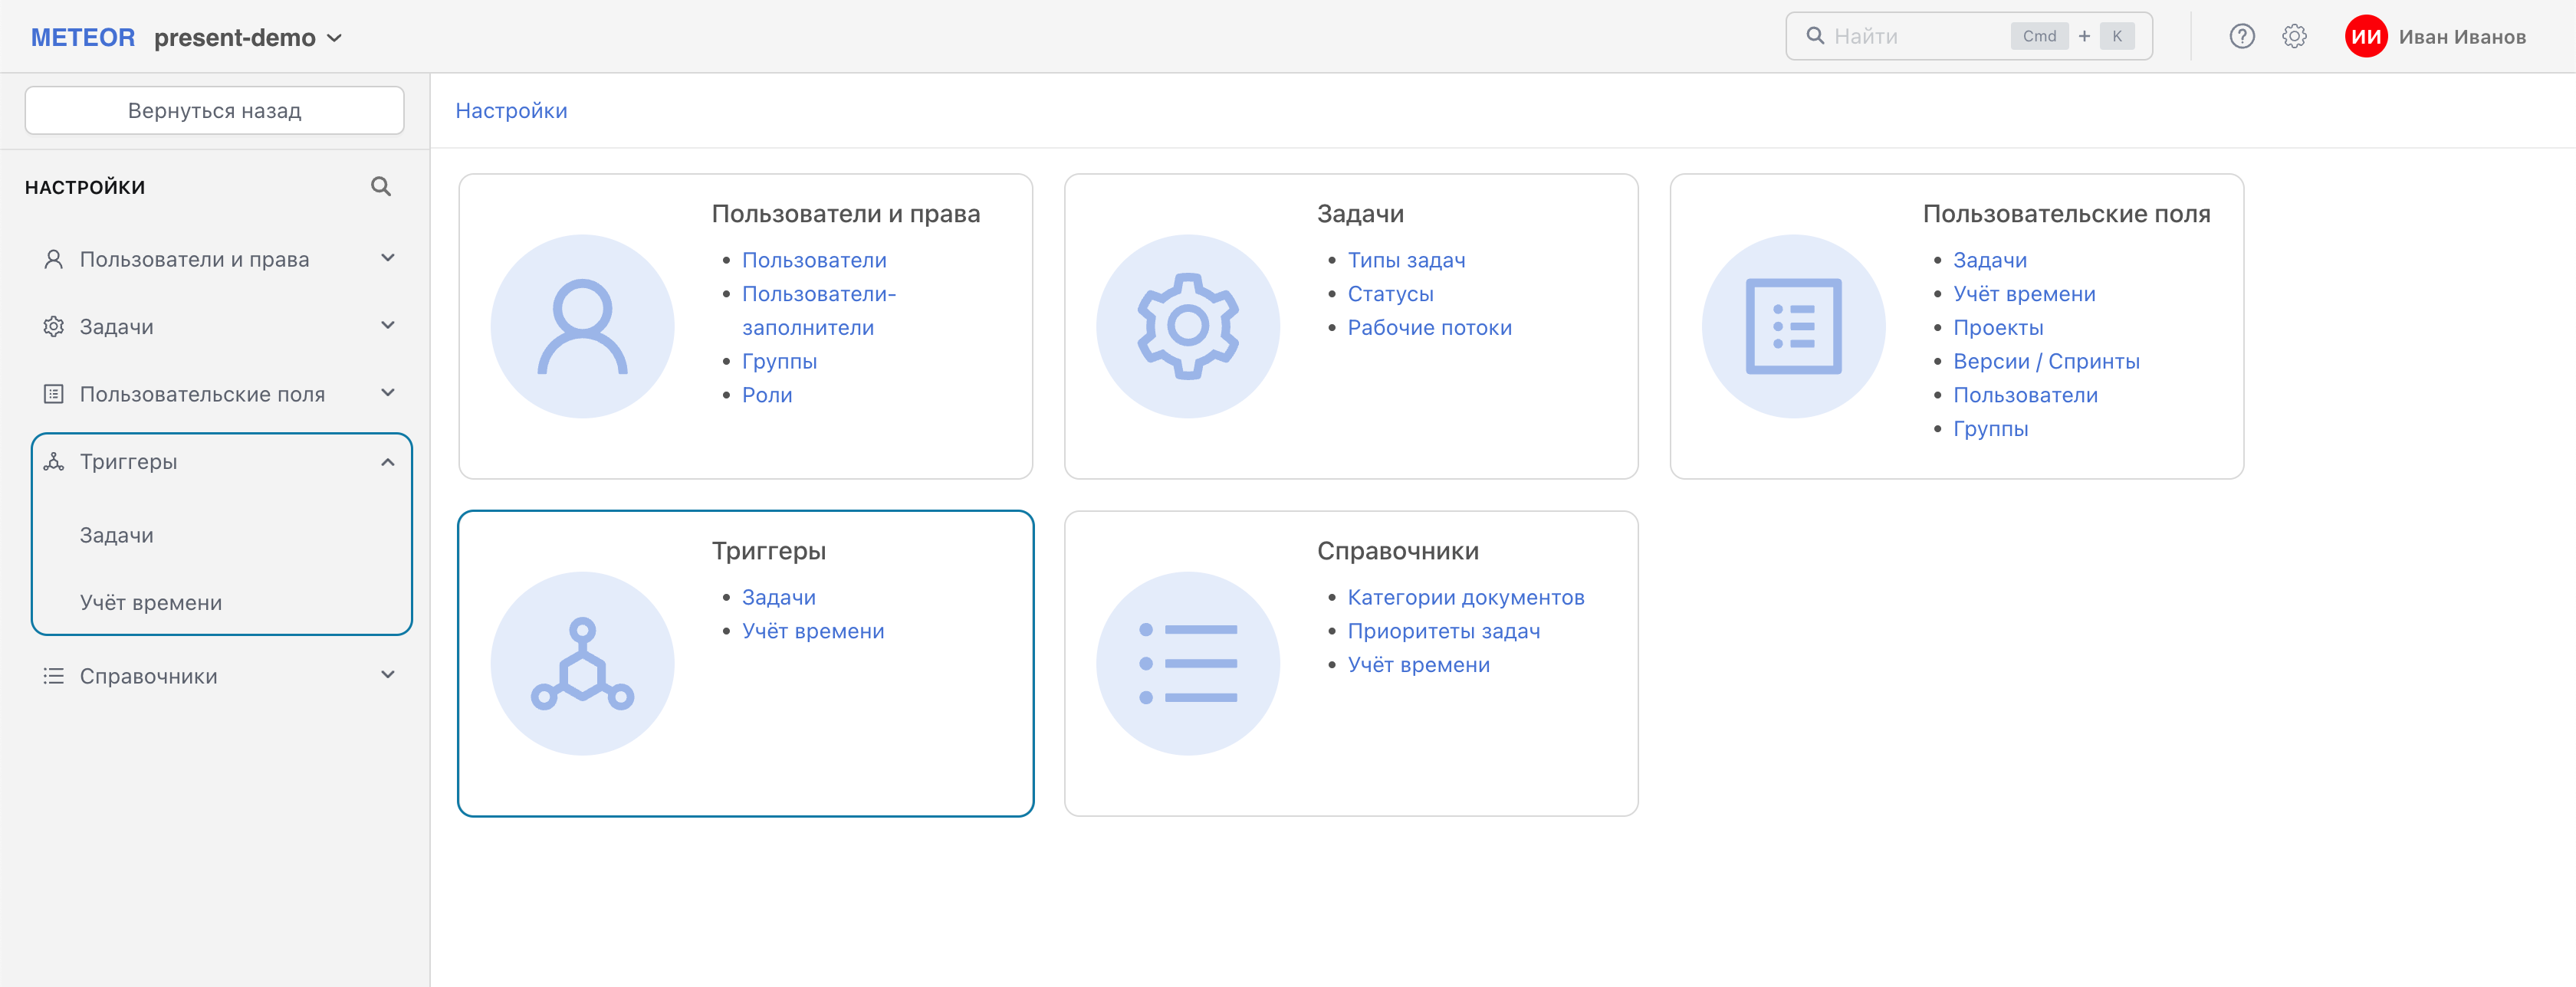 METEOR present-demo
Найти Cmd + K
ИИ Иван Иванов
Вернуться назад
НАСТРОЙКИ
Пользователи и права
Задачи
Пользовательские поля
Триггеры
Задачи
Учёт времени
Справочники
Настройки
Пользователи и права
Пользователи
Пользователи-
заполнители
Группы
Роли
Задачи
Типы задач
Статусы
Рабочие потоки
Пользовательские поля
Задачи
Учёт времени
Проекты
Версии / Спринты
Пользователи
Группы
Триггеры
Задачи
Учёт времени
Справочники
Категории документов
Приоритеты задач
Учёт времени